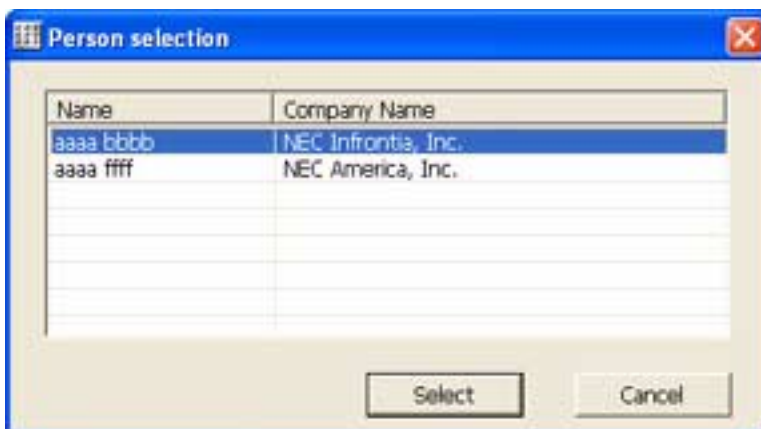 Person selection
Name Company Name
aaaa bbbb NEC Infrontia, Inc.
aaaa ffff NEC America, Inc.
Select Cancel